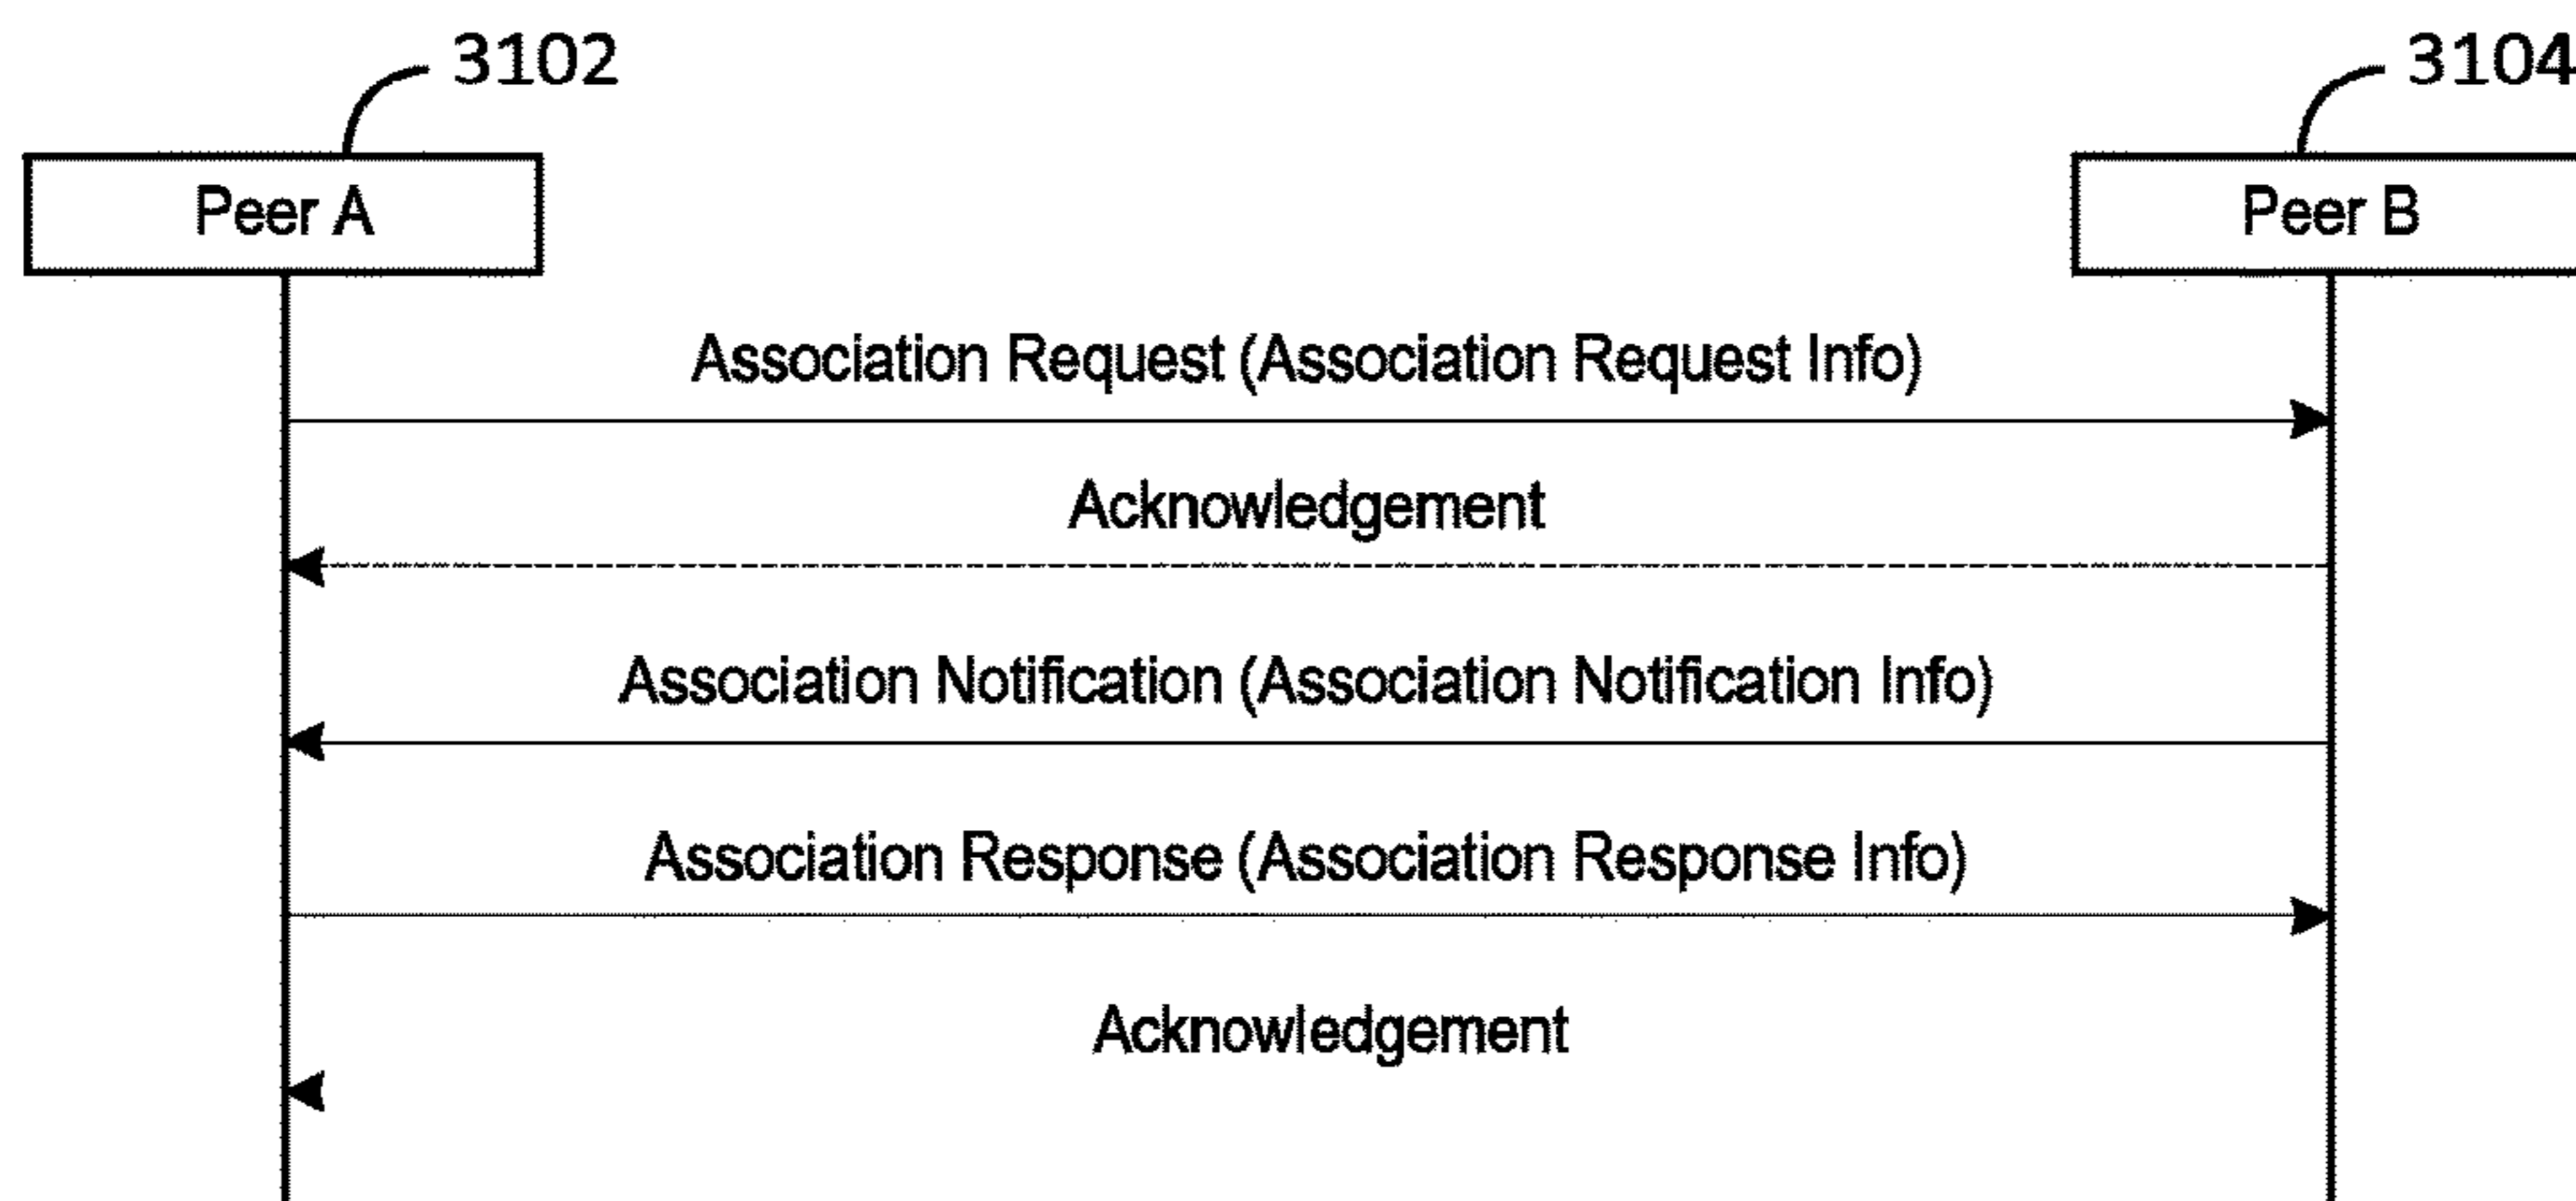 3102
3104
Peer A
Peer B
Association Request (Association Request Info)
Acknowledgement
Association Notification (Association Notification Info)
Association Response (Association Response Info)
Acknowledgement